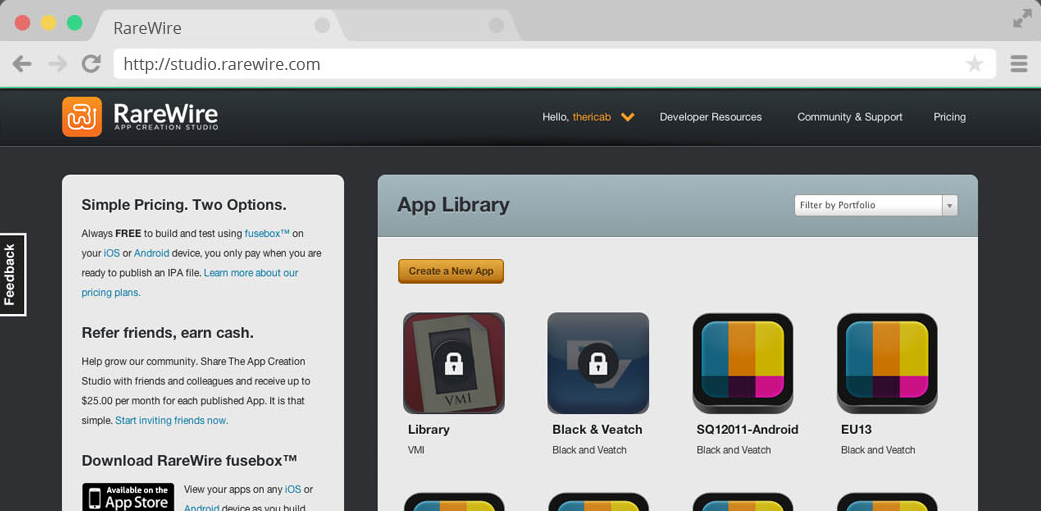 RareWire
http://studio.rarewire.com
RareWire
APP CREATION STUDIO
Hello, thericab
Developer Resources
Community & Support
Pricing
Feedback
Simple Pricing. Two Options.
Always FREE to build and test using fusebox™ on
your iOS or Android device, you only pay when you are
ready to publish an IPA file. Learn more about our
pricing plans.
Refer friends, earn cash.
Help grow our community. Share The App Creation
Studio with friends and colleagues and receive up to
$25.00 per month for each published App. It is that
simple. Start inviting friends now.
Download RareWire fusebox™
Available on the
App Store
View your apps on any iOS or
Android device as you build
App Library
Filter by Portfolio
Create a New App
VMI
Library
VMI
BV
Black & Veatch
Black and Veatch
SQ12011-Android
Black and Veatch
EU13
Black and Veatch